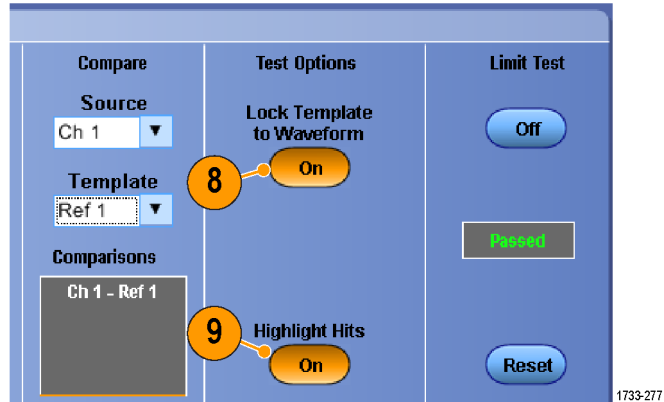 Compare
Source
Ch 1
Template
Ref 1
Comparisons
Ch 1 - Ref 1
Test Options
Lock Template
to Waveform
8
On
9
Highlight Hits
On
Limit Test
Off
Passed
Reset
1733-277